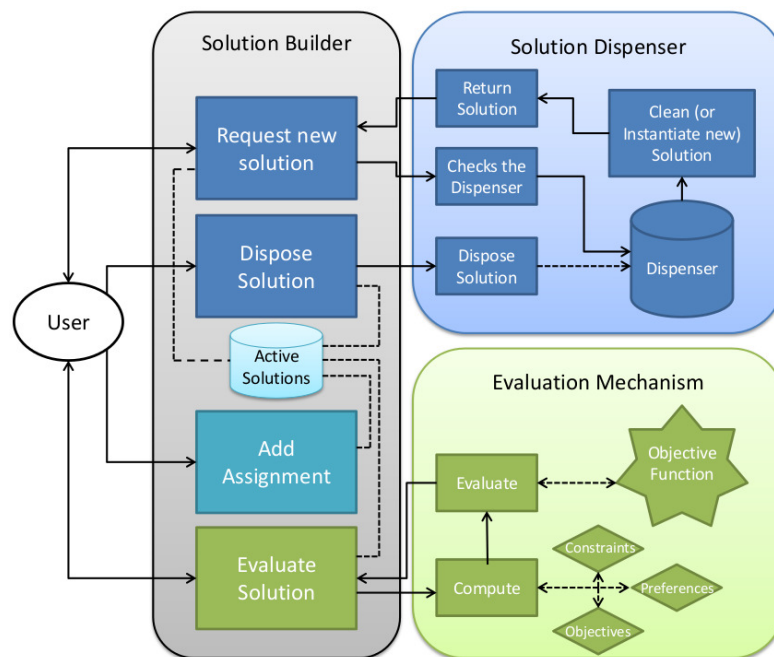 Solution Builder
Request new
solution
Dispose
Solution
Active
Solutions
Add
Assignment
Evaluate
Solution
User
Solution Dispenser
Return
Solution
Clean (or
Instantiate new)
Solution
Checks the
Dispenser
Dispose
Solution
Dispenser
Evaluation Mechanism
Evaluate
Objective
Function
Compute
Constraints
Preferences
Objectives